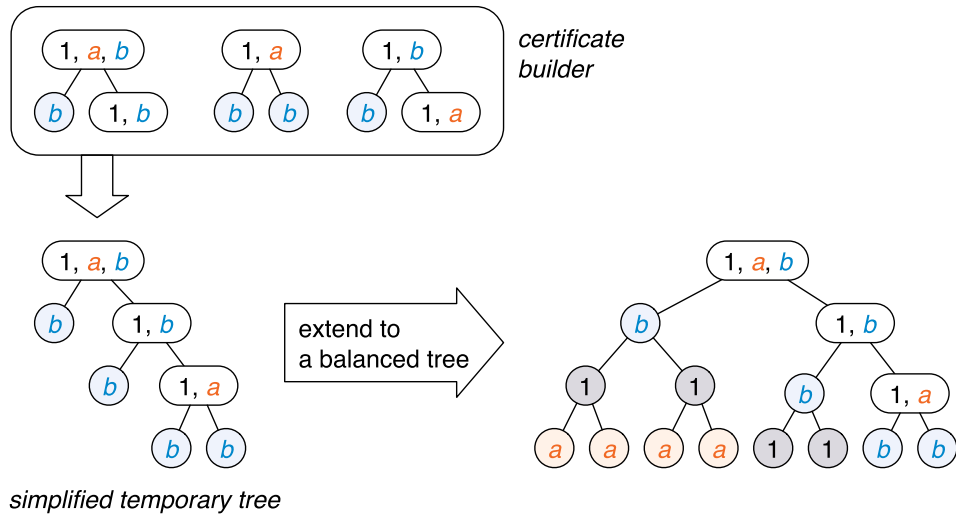 1, a, b
1, a
1, b
certificate
builder
b
1, b
b
b
b
1, a
1, a, b
1, a, b
b
1, b
extend to
a balanced tree
b
1, b
b
1, a
1
1
b
1, a
b
b
a
a
a
a
1
1
b
b
simplified temporary tree